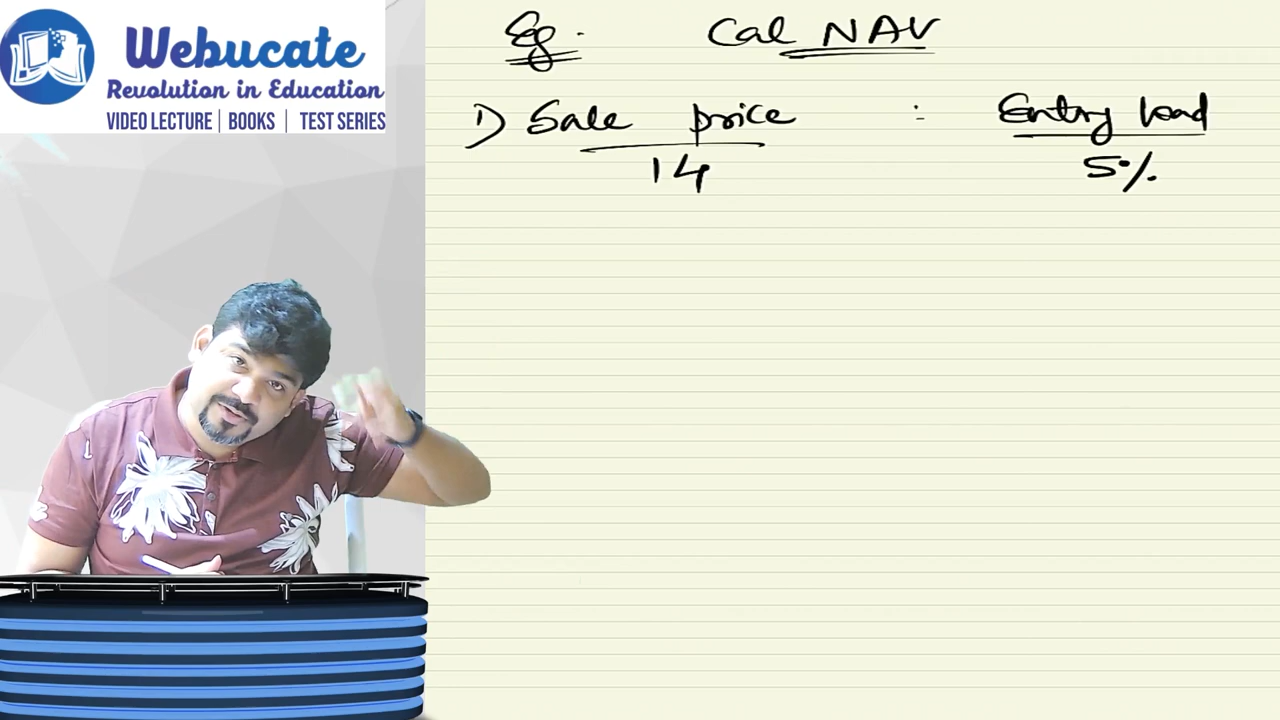 Webucate
Revolution in Education
VIDEO LECTURE | BOOKS | TEST SERIES
Eg. Cal NAV
1) Sale price : Entry load
14 5%